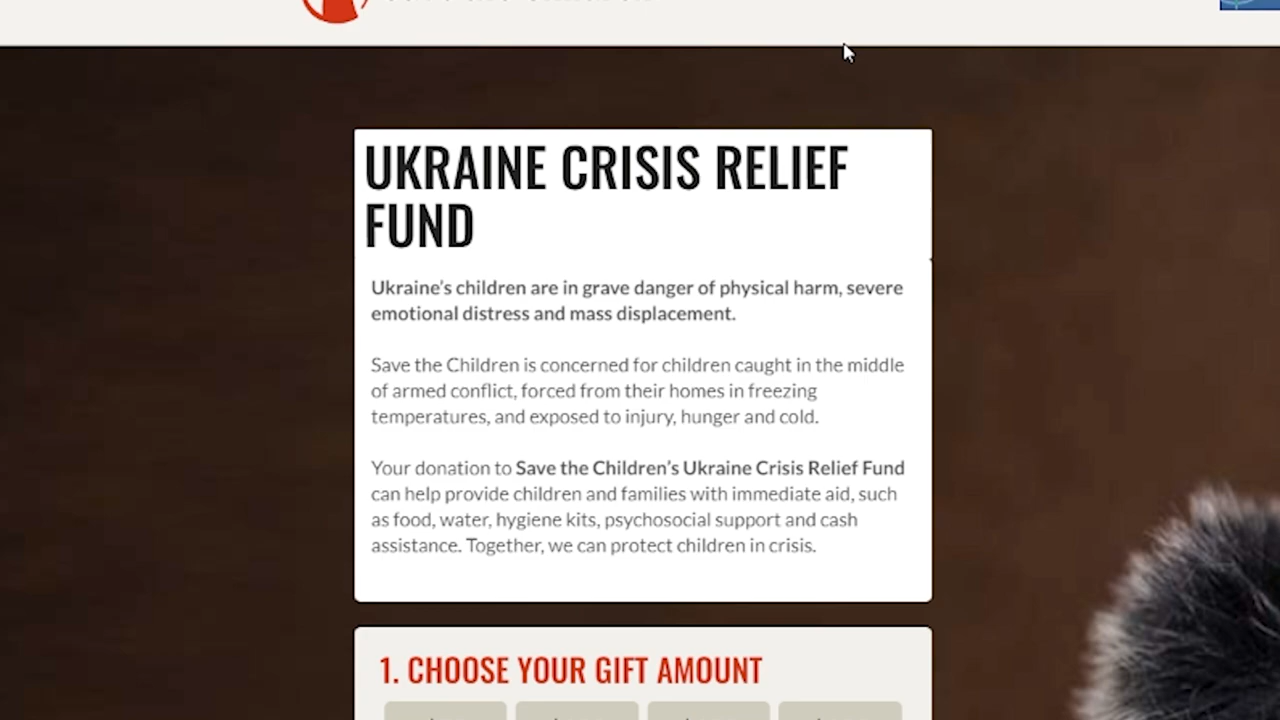 UKRAINE CRISIS RELIEF
FUND
Ukraine's children are in grave danger of physical harm, severe
emotional distress and mass displacement.
Save the Children is concerned for children caught in the middle
of armed conflict, forced from their homes in freezing
temperatures, and exposed to injury, hunger and cold.
Your donation to Save the Children's Ukraine Crisis Relief Fund
can help provide children and families with immediate aid, such
as food, water, hygiene kits, psychosocial support and cash
assistance. Together, we can protect children in crisis.
1. CHOOSE YOUR GIFT AMOUNT